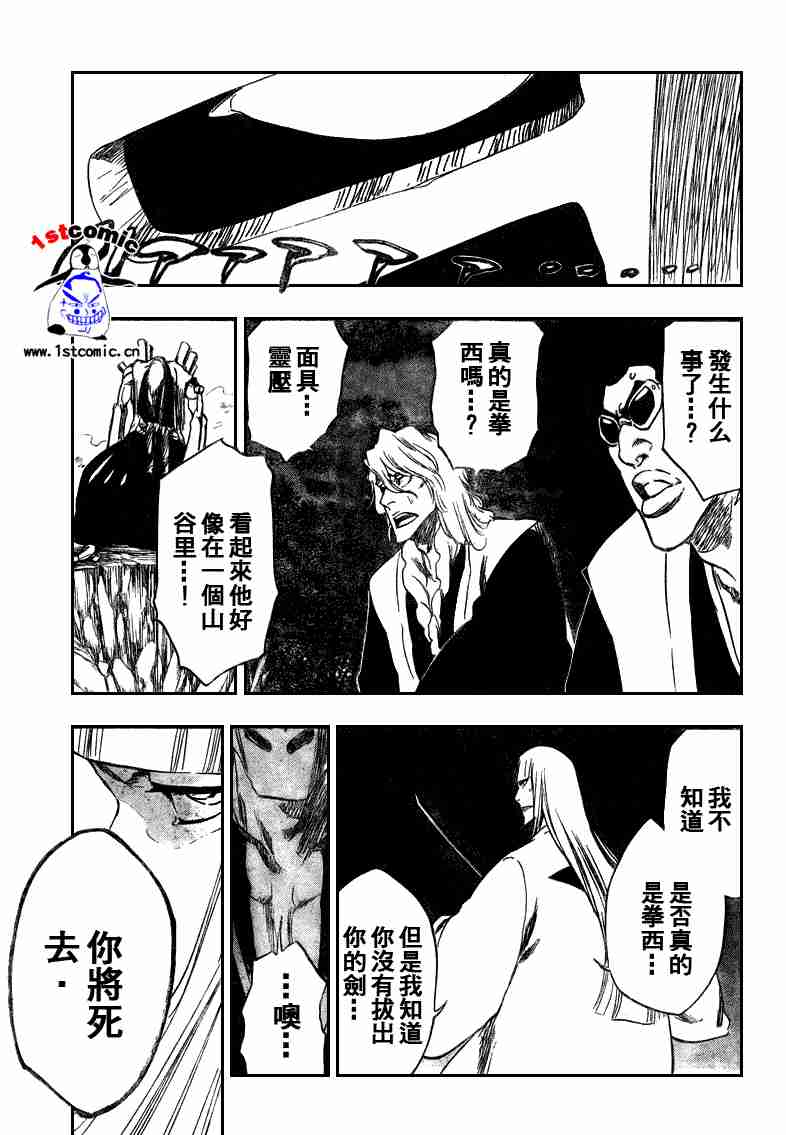 1stcomic
www.1stcomic.cn
發生什么
事了…?
真的是拳
西嗎…?
面具…
靈壓
看起來他好
像在一個山
谷里…!
我不
知道
是否真的
是拳西…
但是我知道
你沒有拔出
你的劍…
…噢…
你將死
去.